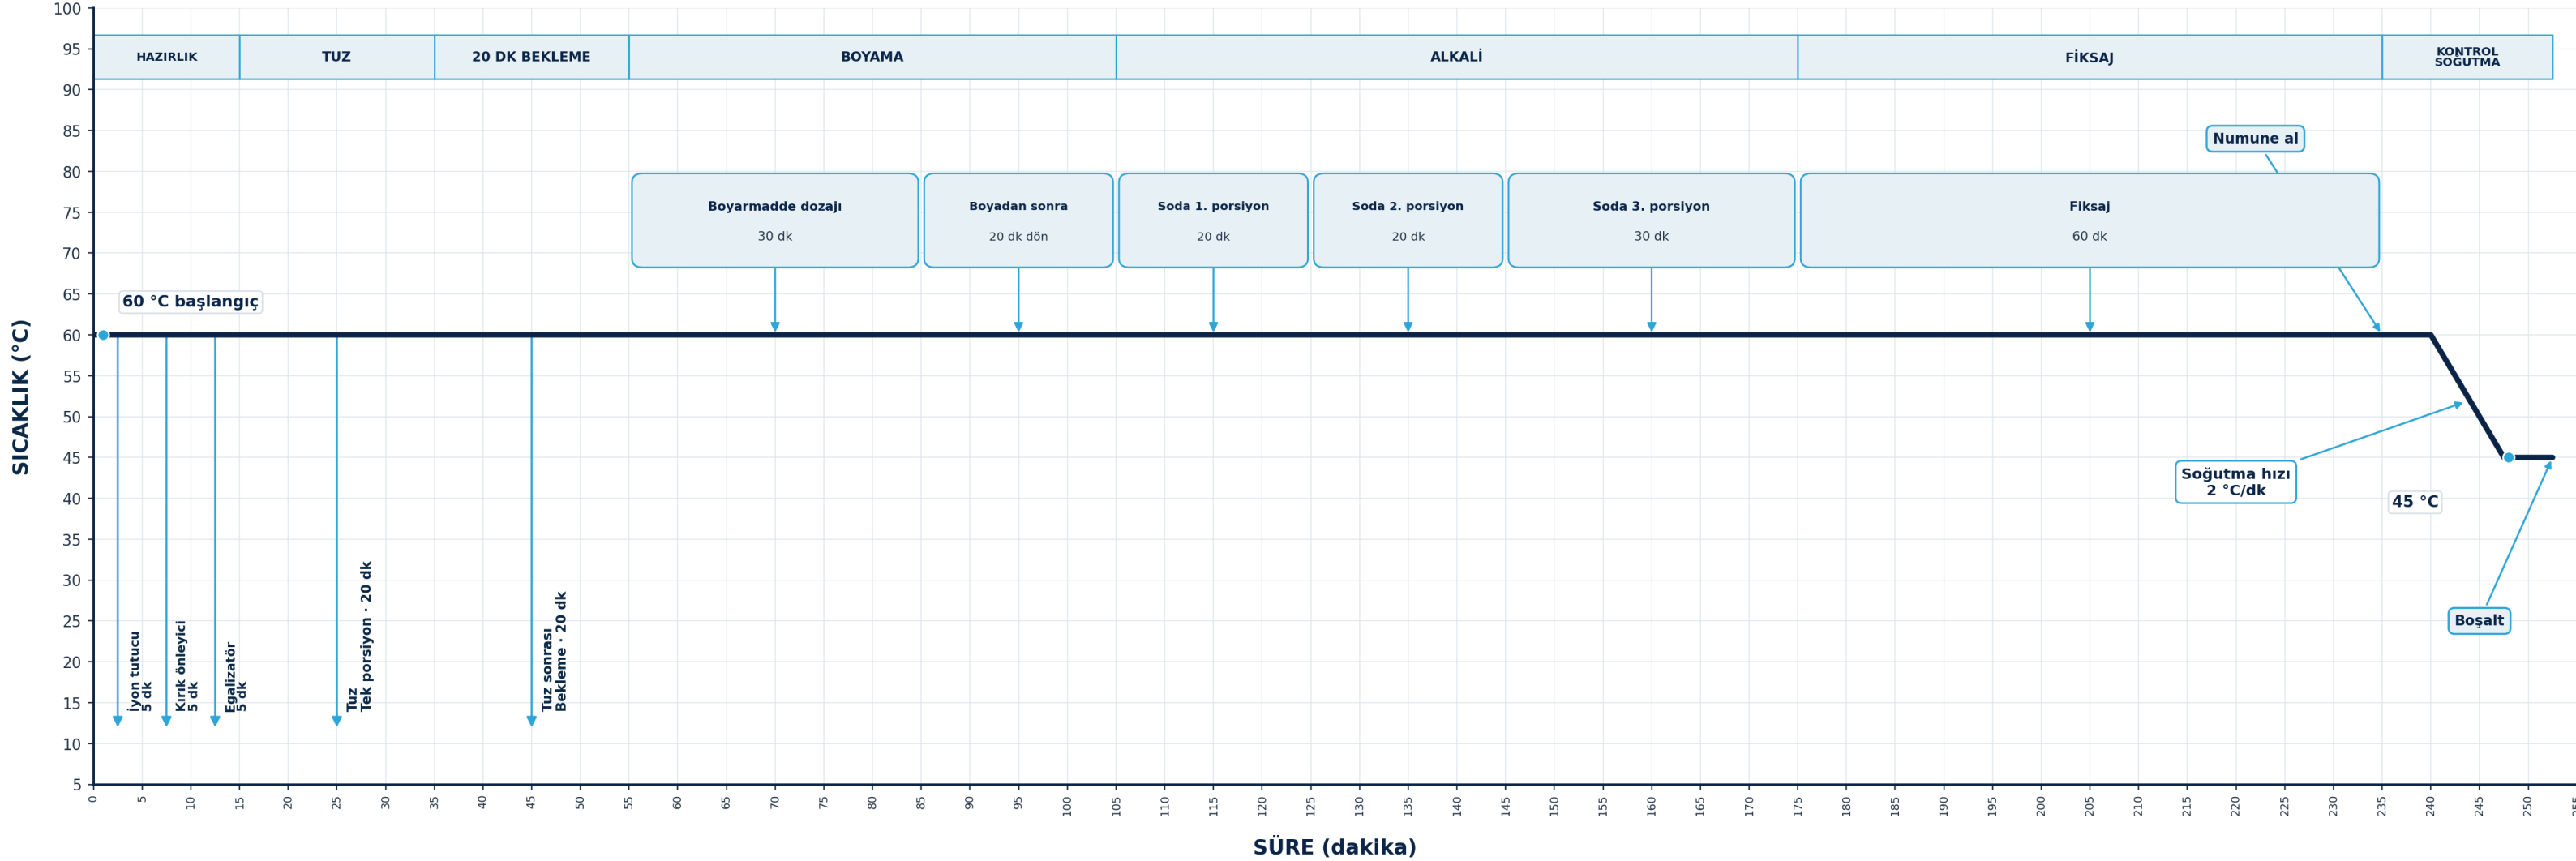 100
95
90
85
80
75
70
65
60
55
50
45
40
35
30
25
20
15
10
5
SICAKLIK (°C)
HAZIRLIK
TUZ
20 DK BEKLEME
BOYAMA
ALKALİ
FİKSAJ
KONTROL
SOĞUTMA
Numune al
Boyarmadde dozajı
30 dk
Boyadan sonra
20 dk dön
Soda 1. porsiyon
20 dk
Soda 2. porsiyon
20 dk
Soda 3. porsiyon
30 dk
Fiksaj
60 dk
60 °C başlangıç
Soğutma hızı
2 °C/dk
45 °C
Boşalt
İyon tutucu
5 dk
Kırık önleyici
5 dk
Egalizatör
5 dk
Tuz
Tek porsiyon · 20 dk
Tuz sonrası
Bekleme · 20 dk
0 5 10 15 20 25 30 35 40 45 50 55 60 65 70 75 80 85 90 95 100 105 110 115 120 125 130 135 140 145 150 155 160 165 170 175 180 185 190 195 200 205 210 215 220 225 230 235 240 245 250
SÜRE (dakika)